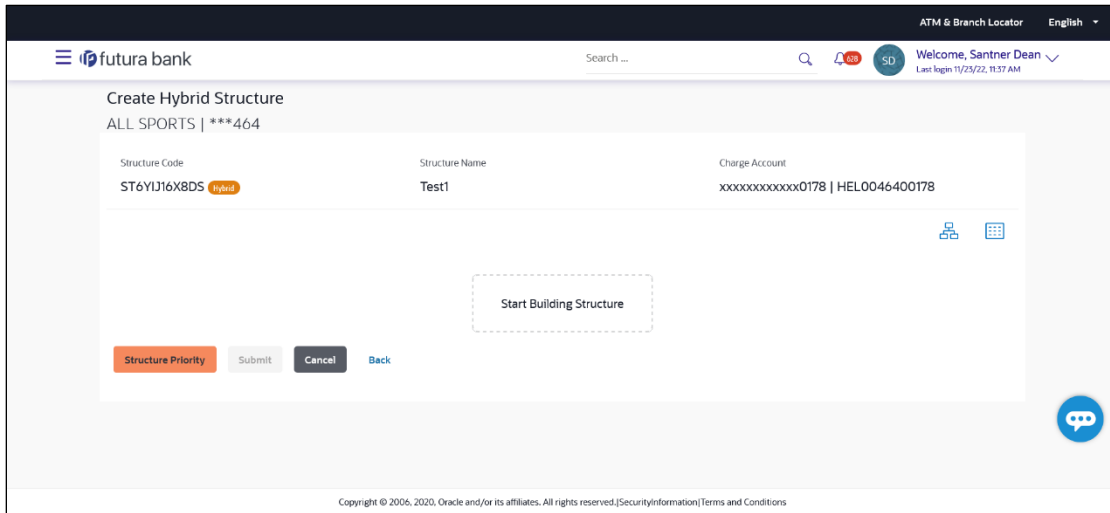 ATM & Branch Locator English
futura bank
Search ...
628
SD
Welcome, Santner Dean
Last login 11/23/22, 11:37 AM
Create Hybrid Structure
ALL SPORTS | ***464
Structure Code Structure Name Charge Account
ST6YIJ16X8DS Hybrid Test1 xxxxxxxxxxxx0178 | HEL0046400178
Start Building Structure
Structure Priority Submit Cancel Back
Copyright © 2006, 2020, Oracle and/or its affiliates. All rights reserved.|SecurityInformation|Terms and Conditions